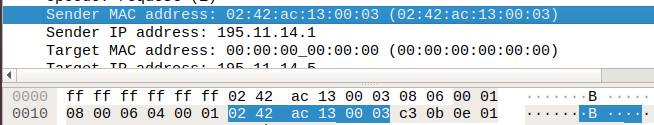 Sender MAC address: 02:42:ac:13:00:03 (02:42:ac:13:00:03)
Sender IP address: 195.11.14.1
Target MAC address: 00:00:00_00:00:00 (00:00:00:00:00:00)
Target IP address: 195.11.14.5
0000 ff ff ff ff ff ff 02 42 ac 13 00 03 08 06 00 01 ·······B ········
0010 08 00 06 04 00 01 02 42 ac 13 00 03 c3 0b 0e 01 ·······B ········